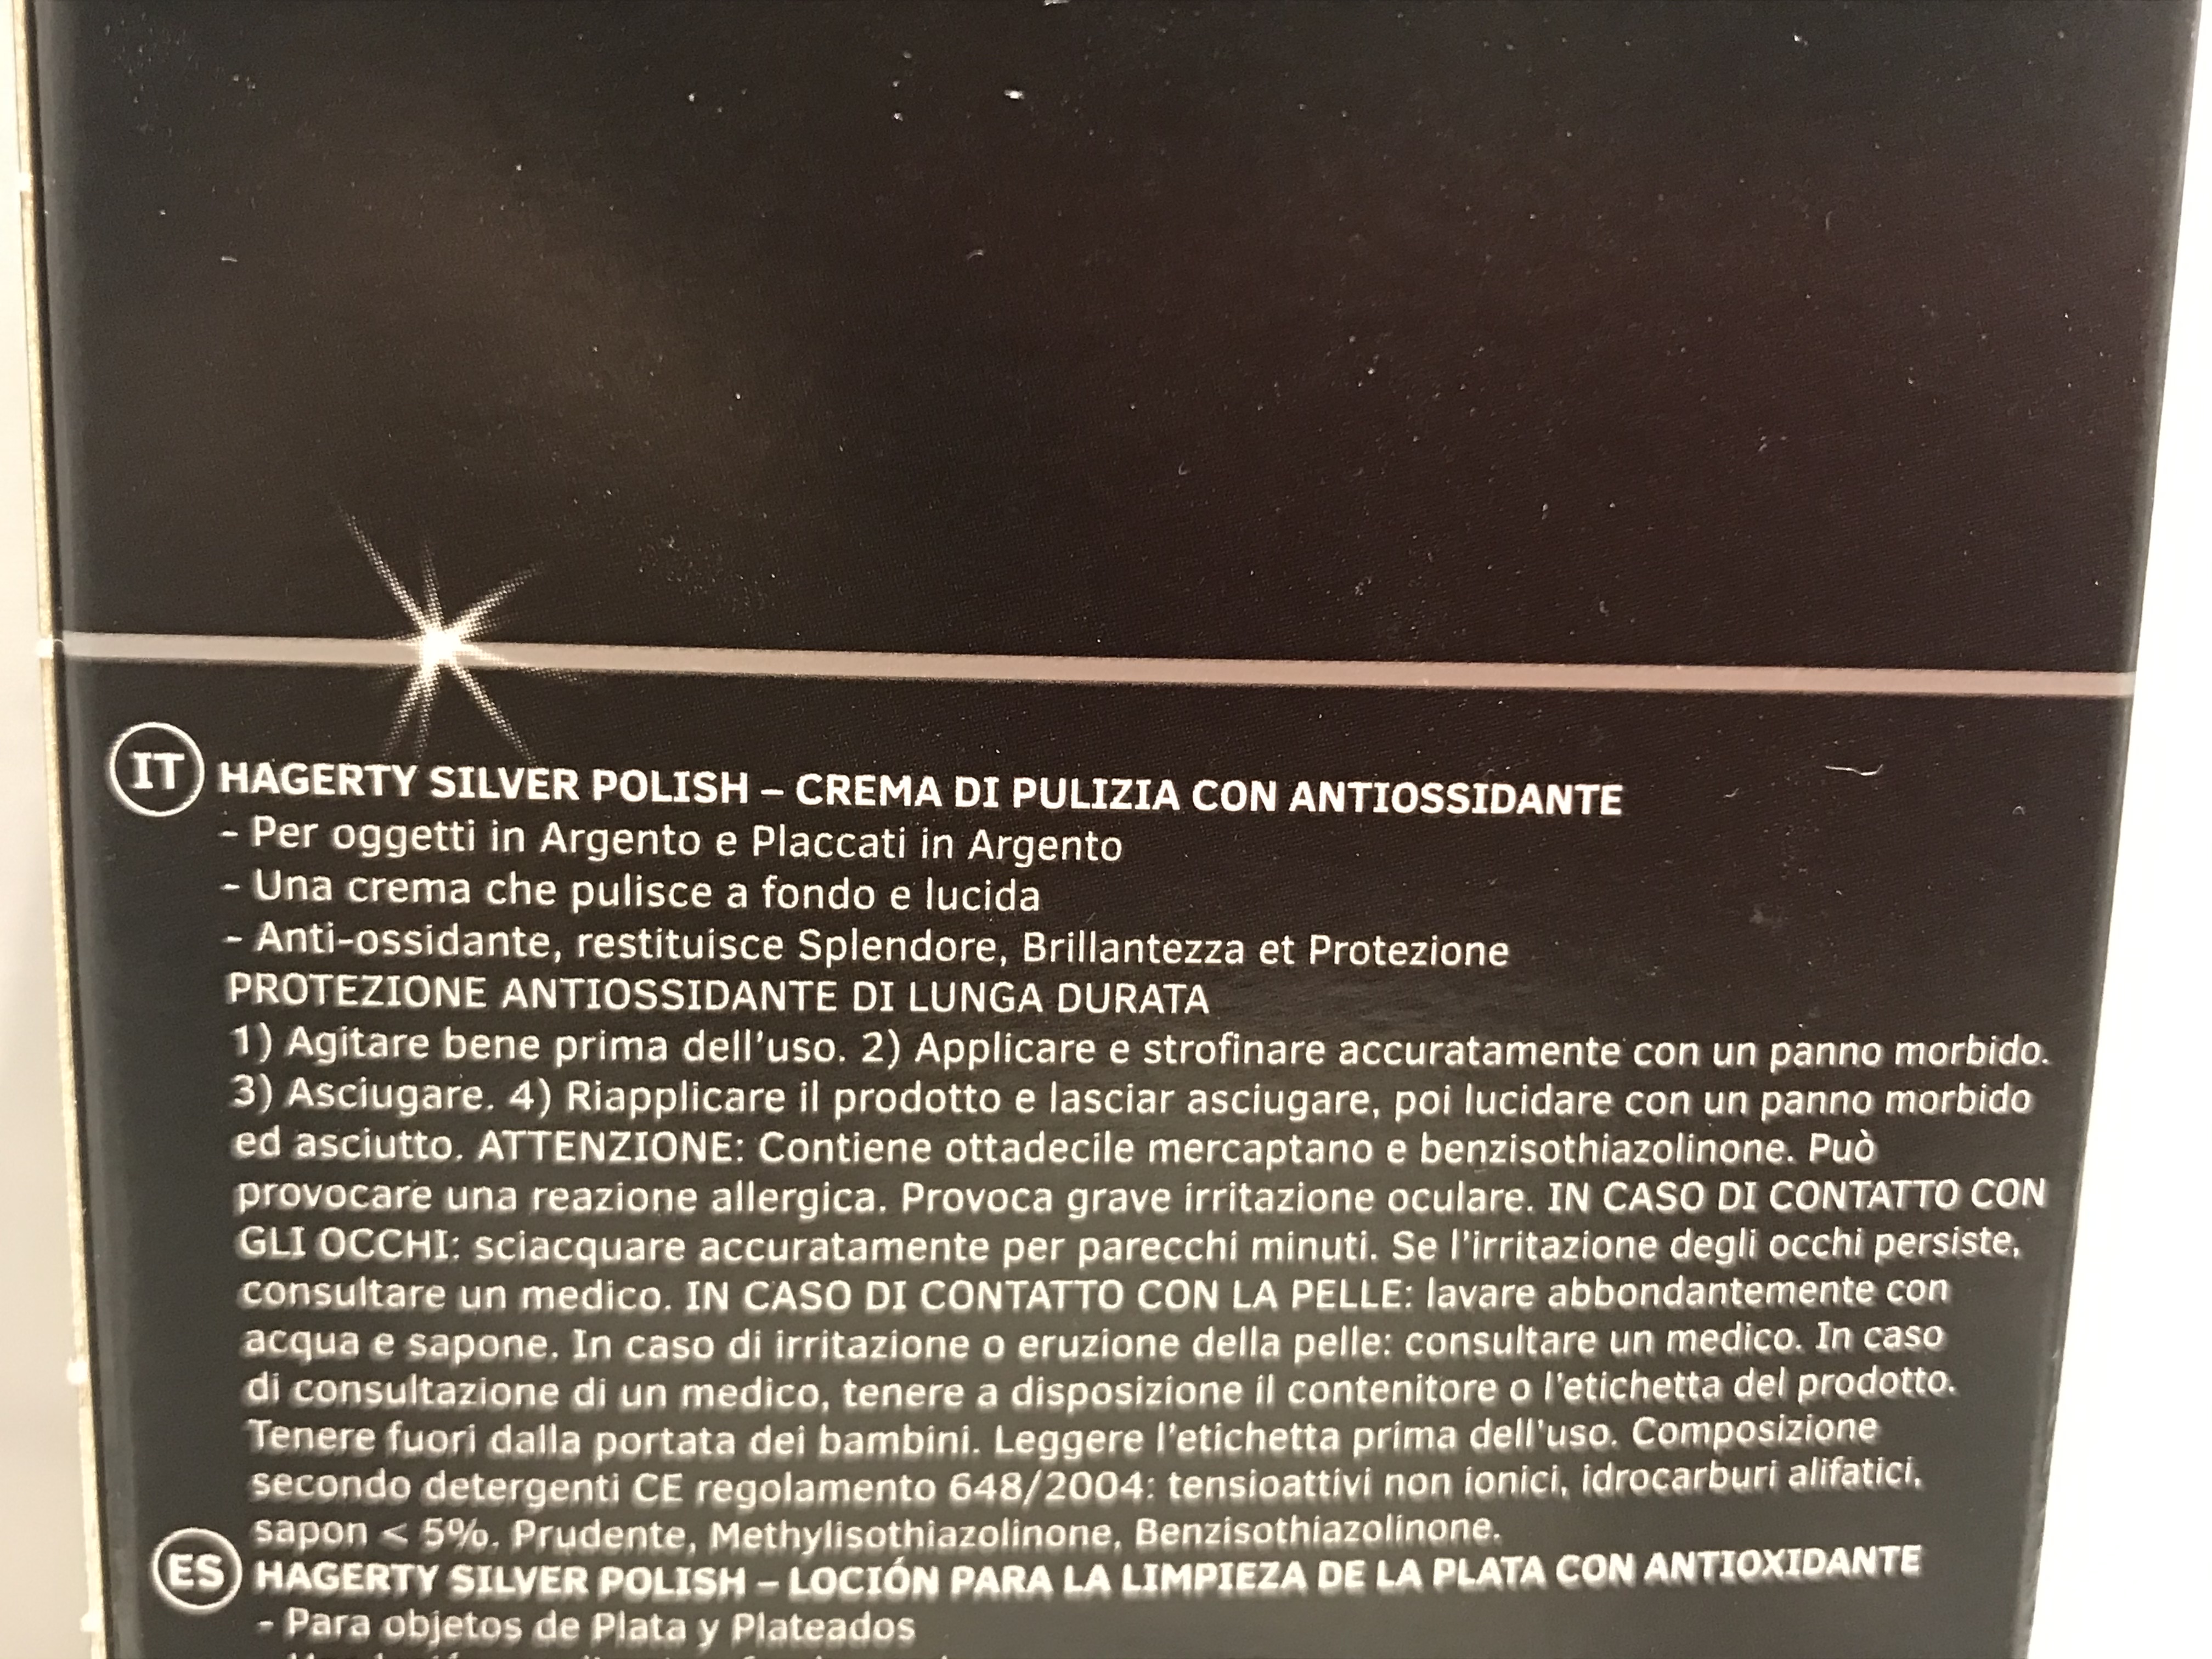 IT HAGERTY SILVER POLISH – CREMA DI PULIZIA CON ANTIOSSIDANTE
- Per oggetti in Argento e Placcati in Argento
- Una crema che pulisce a fondo e lucida
- Anti-ossidante, restituisce Splendore, Brillantezza et Protezione
PROTEZIONE ANTIOSSIDANTE DI LUNGA DURATA
1) Agitare bene prima dell'uso. 2) Applicare e strofinare accuratamente con un panno morbido.
3) Asciugare. 4) Riapplicare il prodotto e lasciar asciugare, poi lucidare con un panno morbido
ed asciutto. ATTENZIONE: Contiene ottadecile mercaptano e benzisothiazolinone. Può
provocare una reazione allergica. Provoca grave irritazione oculare. IN CASO DI CONTATTO CON
GLI OCCHI: sciacquare accuratamente per parecchi minuti. Se l'irritazione degli occhi persiste,
consultare un medico. IN CASO DI CONTATTO CON LA PELLE: lavare abbondantemente con
acqua e sapone. In caso di irritazione o eruzione della pelle: consultare un medico. In caso
di consultazione di un medico, tenere a disposizione il contenitore o l'etichetta del prodotto.
Tenere fuori dalla portata dei bambini. Leggere l'etichetta prima dell'uso. Composizione
secondo detergenti CE regolamento 648/2004: tensioattivi non ionici, idrocarburi alifatici,
sapon < 5%. Prudente, Methylisothiazolinone, Benzisothiazolinone.
ES HAGERTY SILVER POLISH – LOCIÓN PARA LA LIMPIEZA DE LA PLATA CON ANTIOXIDANTE
- Para objetos de Plata y Plateados